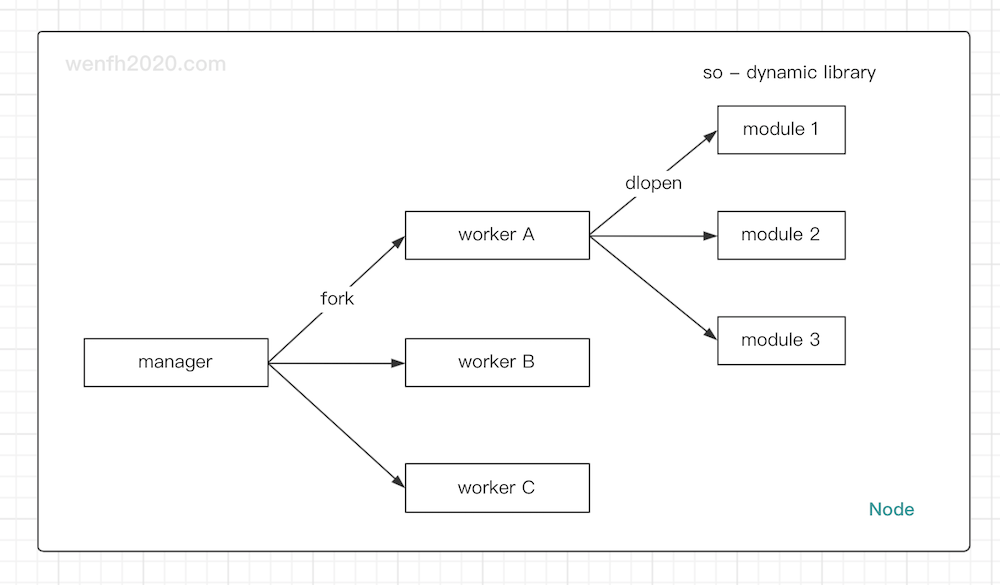 wenfh2020.com
so – dynamic library
module 1
dlopen
worker A
module 2
fork
module 3
manager
worker B
worker C
Node